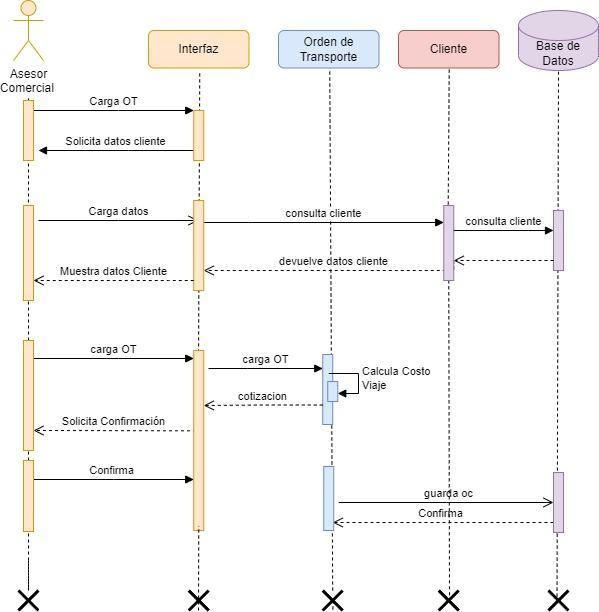 Asesor
Comercial
Interfaz
Orden de
Transporte
Cliente
Base de
Datos
Carga OT
Solicita datos cliente
Carga datos
consulta cliente
consulta cliente
devuelve datos cliente
Muestra datos Cliente
carga OT
carga OT
Calcula Costo
Viaje
cotizacion
Solicita Confirmación
Confirma
guarda oc
Confirma